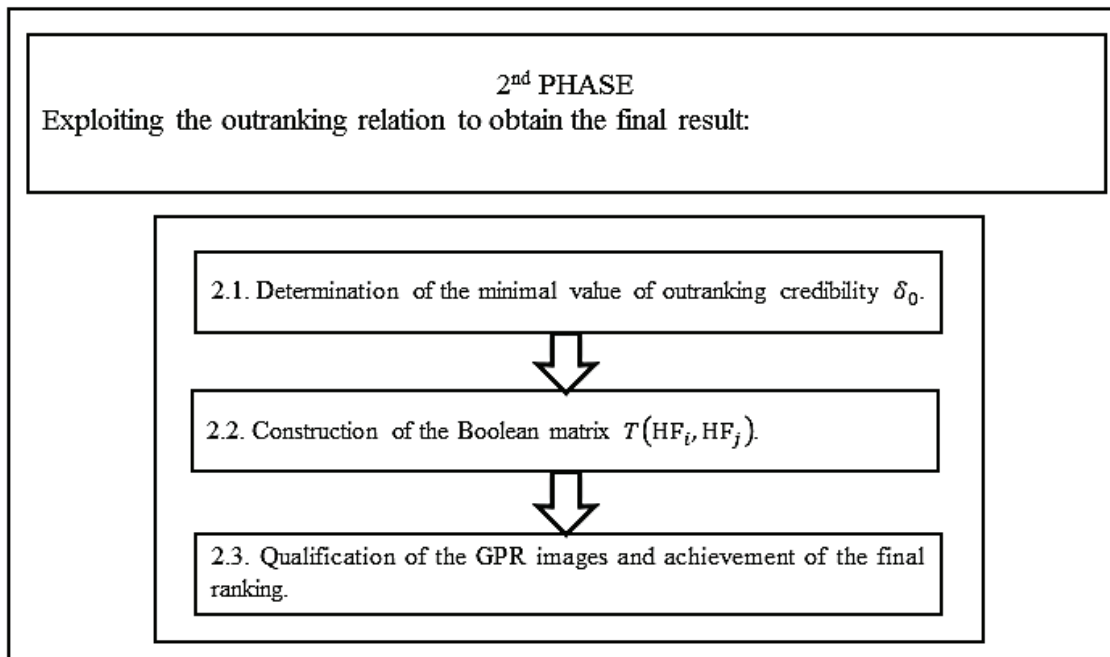 2nd PHASE
Exploiting the outranking relation to obtain the final result:
2.1. Determination of the minimal value of outranking credibility δ₀.
2.2. Construction of the Boolean matrix T(HFᵢ, HFⱼ).
2.3. Qualification of the GPR images and achievement of the final
ranking.